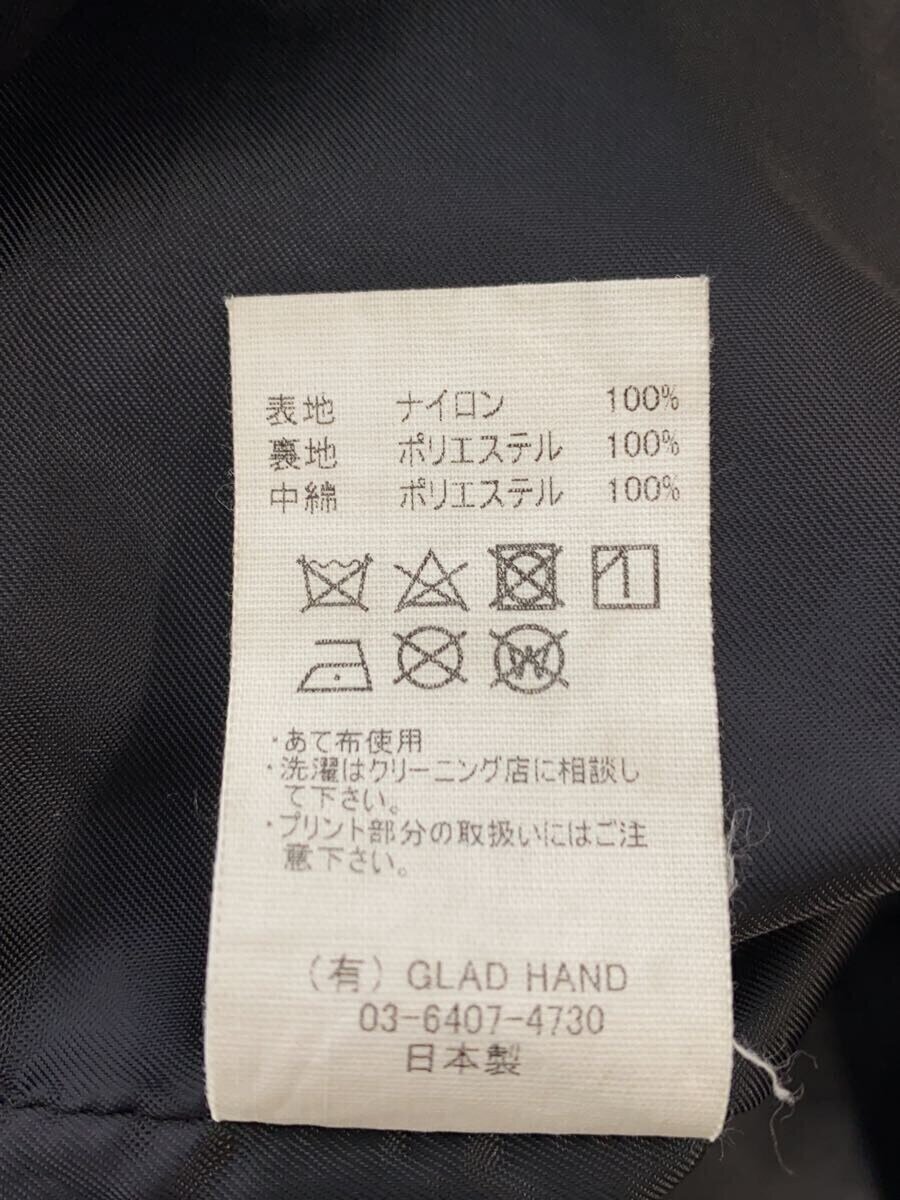 表地 ナイロン 100%
裏地 ポリエステル 100%
中綿 ポリエステル 100%
W
・あて布使用
・洗濯はクリーニング店に相談し
て下さい。
・プリント部分の取扱いにはご注
意下さい。
(有) GLAD HAND
03-6407-4730
日本製